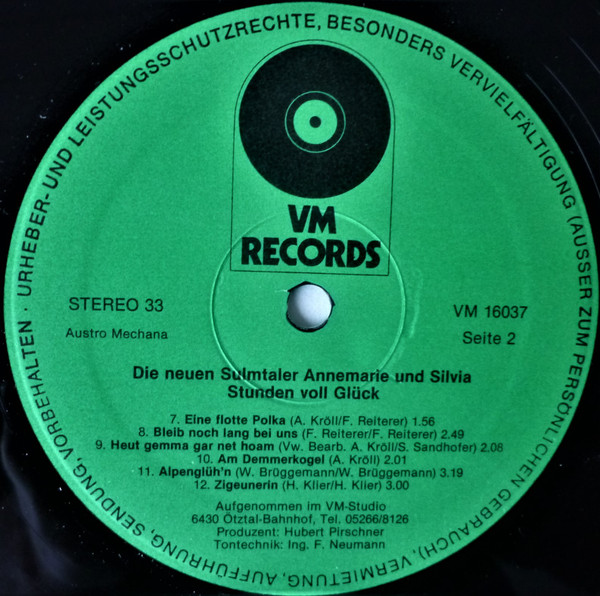 URHEBER- UND LEISTUNGSSCHUTZRECHTE, BESONDERS VERVIELFÄLTIGUNG (AUSSER ZUM PERSÖNLICHEN GEBRAUCH), VERMIETUNG, AUFFÜHRUNG, SENDUNG, VORBEHALTEN ·
VM
RECORDS
STEREO 33
VM 16037
Austro Mechana
Seite 2
Die neuen Sulmtaler Annemarie und Silvia
Stunden voll Glück
7. Eine flotte Polka (A. Kröll/F. Reiterer) 1.56
8. Bleib noch lang bei uns (F. Reiterer/F. Reiterer) 2.49
9. Heut gemma gar net hoam (Vw. Bearb. A. Kröll/S. Sandhofer) 2.08
10. Am Demmerkogel (A. Kröll) 2.01
11. Alpenglüh'n (W. Brüggemann/W. Brüggemann) 3.19
12. Zigeunerin (H. Klier/H. Klier) 3.00
Aufgenommen im VM-Studio
6430 Ötztal-Bahnhof, Tel. 05266/8126
Produzent: Hubert Pirschner
Tontechnik: Ing. F. Neumann